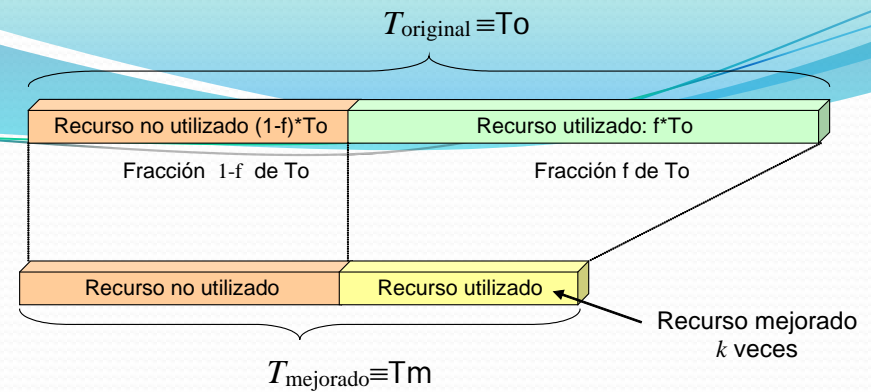 Toriginal ≡To
Recurso no utilizado (1-f)*To
Recurso utilizado: f*To
Fracción 1-f de To
Fracción f de To
Recurso no utilizado
Recurso utilizado
Recurso mejorado
k veces
Tmejorado≡Tm